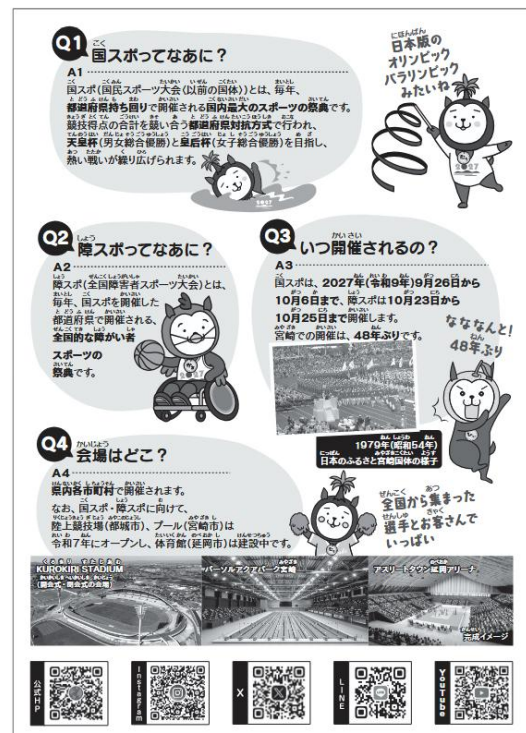 Q1 国スポってなあに?
A1
国スポ(国民スポーツ大会(以前の国体))とは、毎年、
都道府県持ち回りで開催される国内最大のスポーツの祭典です。
競技得点の合計を競い合う都道府県対抗方式で行われ、
天皇杯(男女総合優勝)と皇后杯(女子総合優勝)を目指し、
熱い戦いが繰り広げられます。
日本版の
オリンピック
パラリンピック
みたいね
2027
Q2 障スポってなあに?
A2
障スポ(全国障害者スポーツ大会)とは、
毎年、国スポを開催した
都道府県で開催される、
全国的な障がい者
スポーツの
祭典です。
2027
Q3 いつ開催されるの?
A3
国スポは、2027年(令和9年)9月26日から
10月6日まで、障スポは10月23日から
10月25日まで開催します。
宮崎での開催は、48年ぶりです。
なななんと!
48年ぶり
1979年(昭和54年)
日本のふるさと宮崎国体の様子
Q4 会場はどこ?
A4
県内各市町村で開催されます。
なお、国スポ・障スポに向けて、
陸上競技場(都城市)、プール(宮崎市)は
令和7年にオープンし、体育館(延岡市)は建設中です。
全国から集まった
選手とお客さんで
いっぱい
KUROKIRI STADIUM
(開会式・閉会式の会場)
パーソルアクアパーク宮崎
アスリートタウン延岡アリーナ
完成イメージ
公式HP
Instagram
X
LINE
YouTube